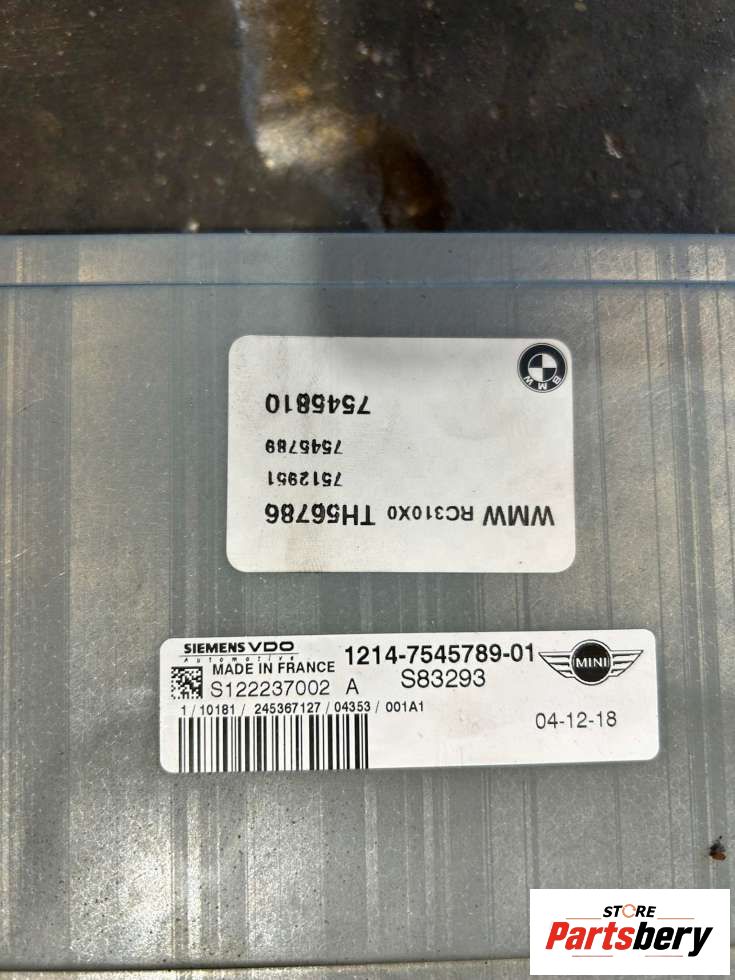 BMW
7545810
7545789
7512951
WMW RC310X0 TH56786
SIEMENS VDO
Automotive
MADE IN FRANCE
1214-7545789-01
MINI
S122237002 A S83293
1/10181/ 245367127/04353/001A1
04-12-18
STORE
Partsbery